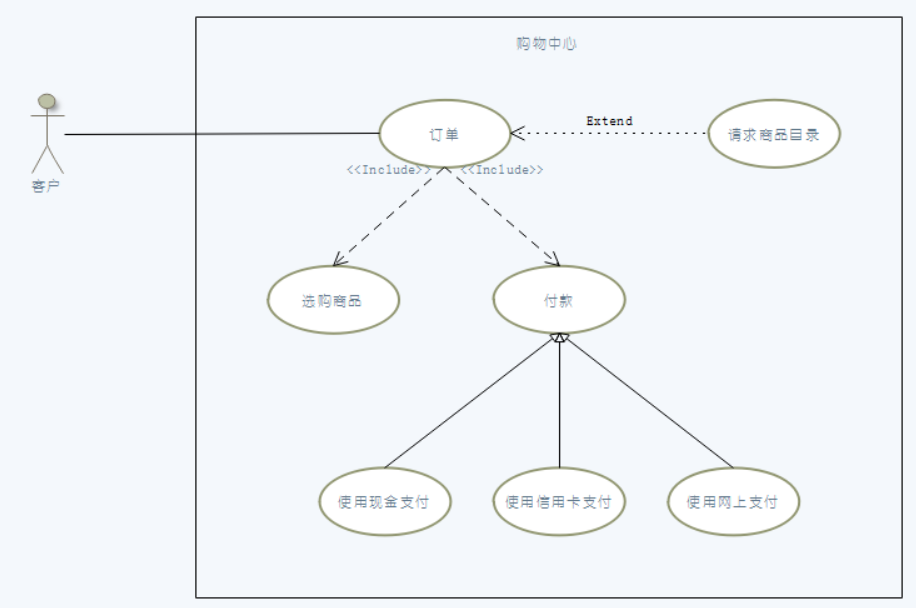 购物中心
Extend
订单
请求商品目录
<<Include>>
<<Include>>
客户
选购商品
付款
使用现金支付
使用信用卡支付
使用网上支付